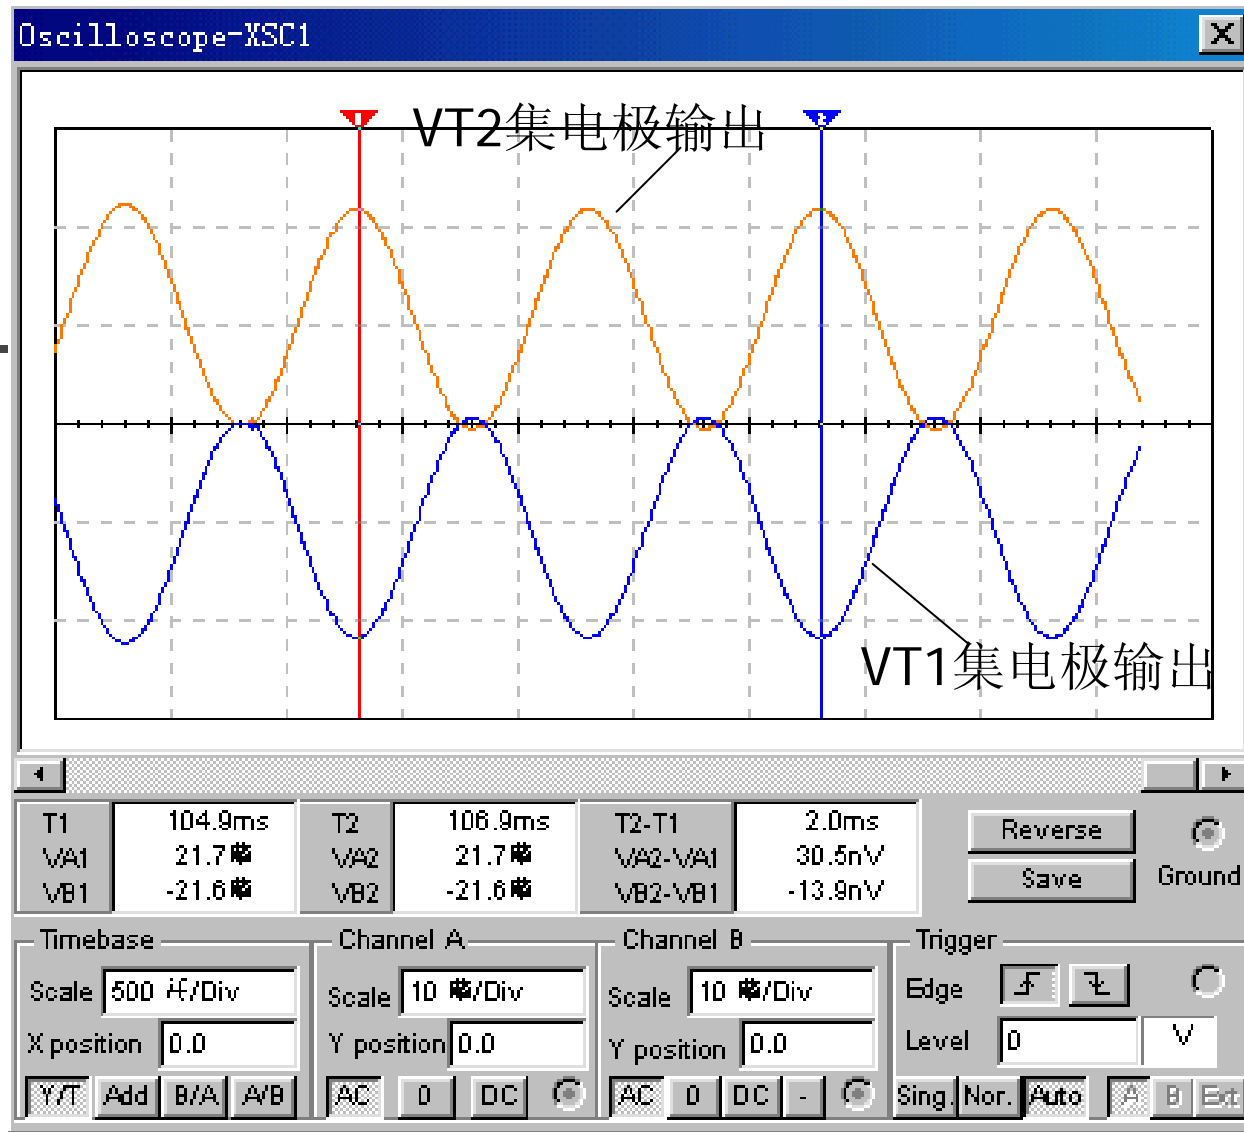 Oscilloscope-XSC1
VT2集电极输出
1
2
VT1集电极输出
T1 104.9ms T2 106.9ms T2-T1 2.0ms
VA1 21.7 VA2 21.7 VA2-VA1 30.5nV
VB1 -21.6 VB2 -21.6 VB2-VB1 -13.9nV
Reverse
Save
Ground
Timebase
Scale 500 /Div
X position 0.0
Y/T Add B/A A/B
Channel A
Scale 10 /Div
Y position 0.0
AC 0 DC
Channel B
Scale 10 /Div
Y position 0.0
AC 0 DC -
Trigger
Edge
Level 0 V
Sing. Nor. Auto A B Ext